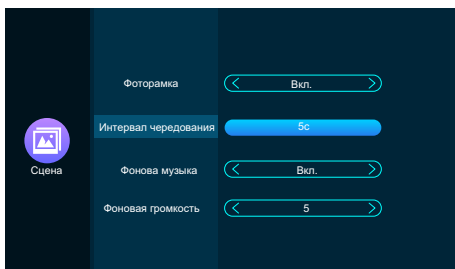 Фоторамка
Вкл.
Интервал чередования
5с
Сцена
Фонова музыка
Вкл.
Фоновая громкость
5